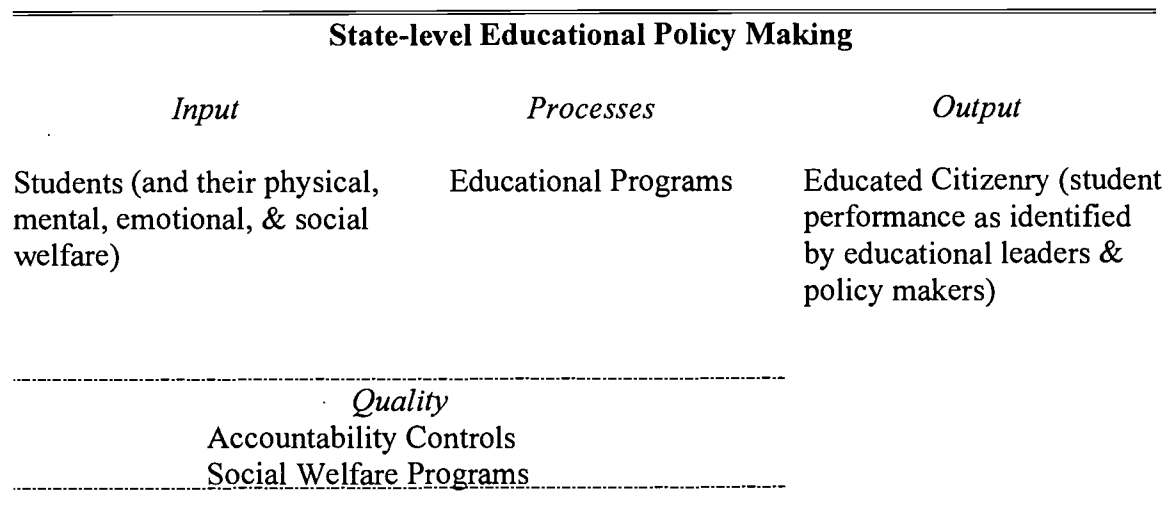 State-level Educational Policy Making
Input Processes Output
Students (and their physical, mental, emotional, & social welfare)
Educational Programs
Educated Citizenry (student performance as identified by educational leaders & policy makers)
Quality
Accountability Controls
Social Welfare Programs